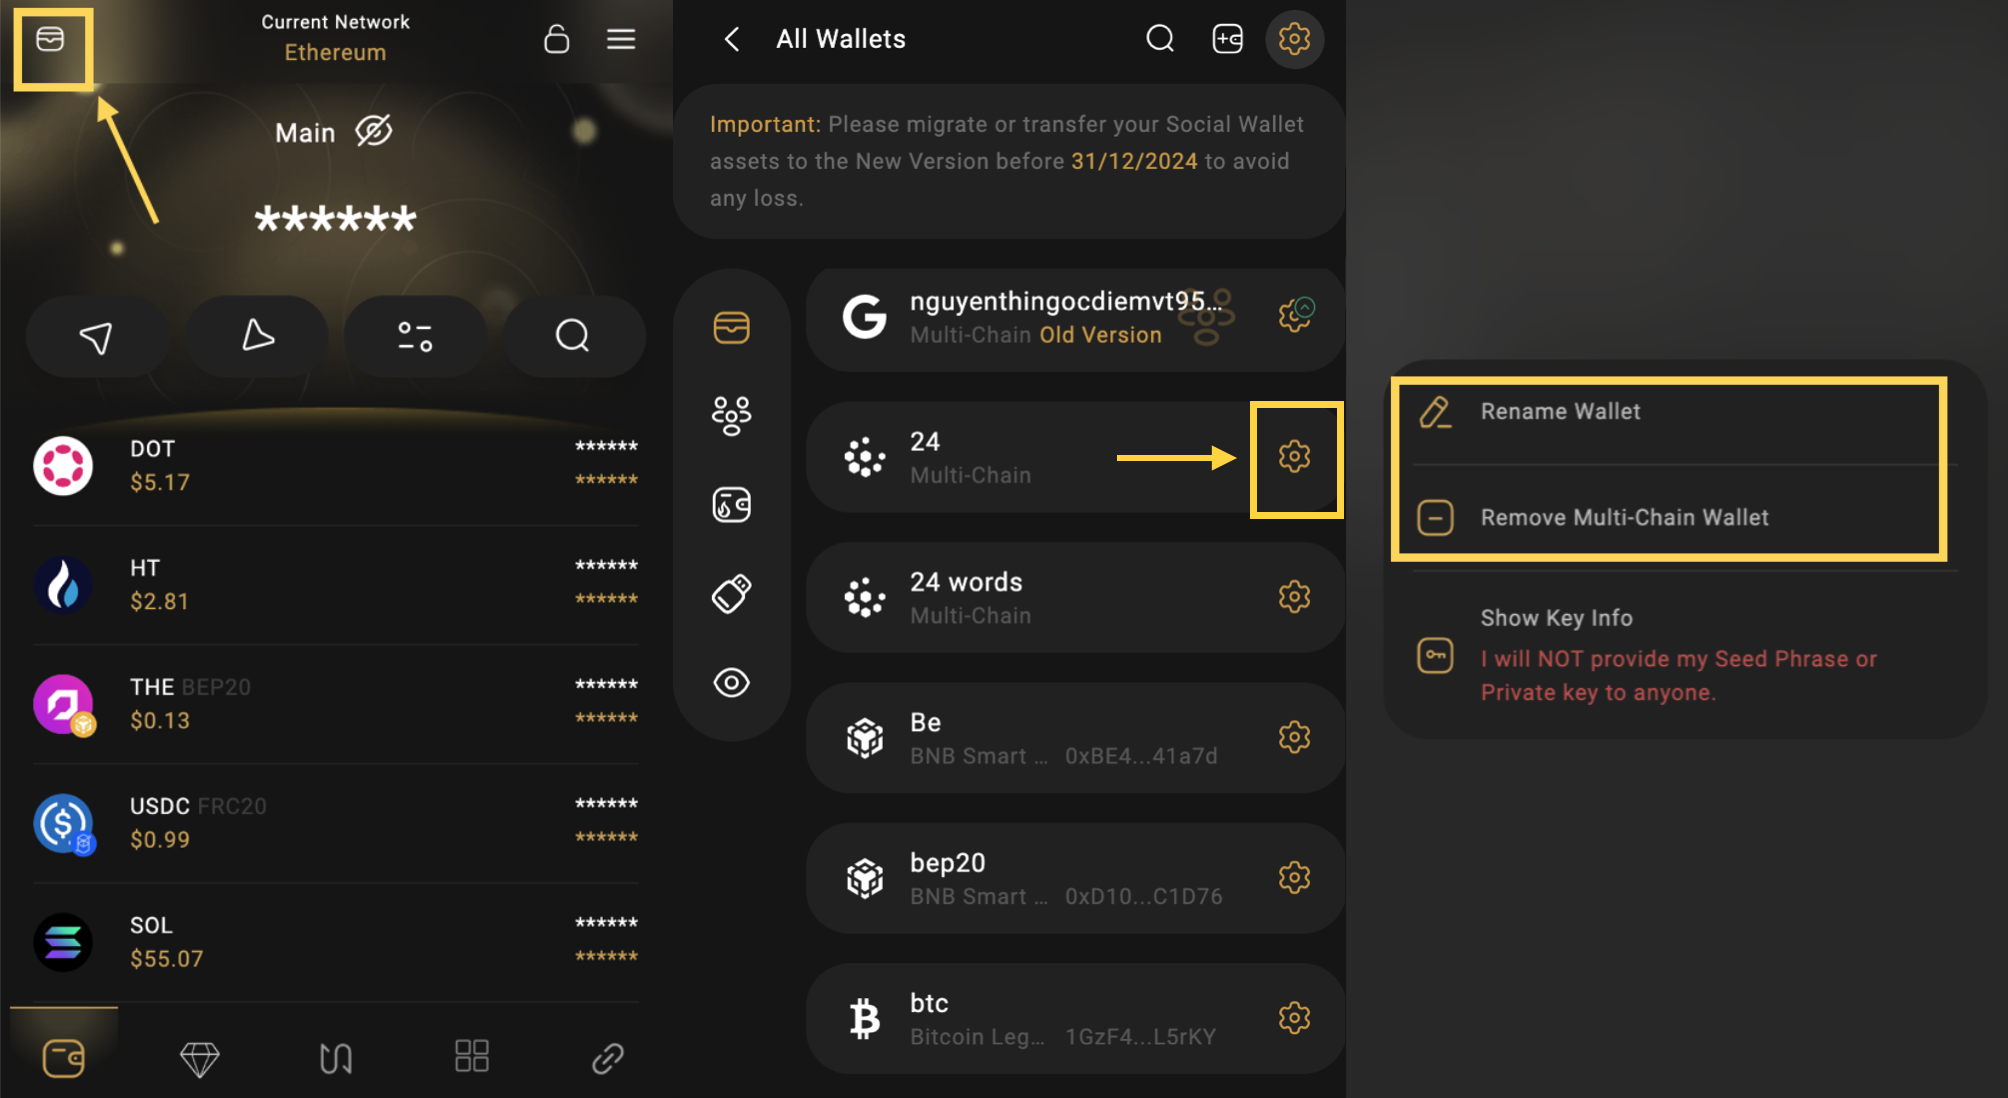 Current Network
Ethereum
Main
******
DOT
******
$5.17
******
HT
******
$2.81
******
THE BEP20
******
$0.13
******
USDC FRC20
******
$0.99
******
SOL
******
$55.07
******
All Wallets
Important: Please migrate or transfer your Social Wallet
assets to the New Version before 31/12/2024 to avoid
any loss.
nguyenthingocdiemvt95...
Multi-Chain Old Version
24
Multi-Chain
24 words
Multi-Chain
Be
BNB Smart ... 0xBE4...41a7d
bep20
BNB Smart ... 0xD10...C1D76
btc
Bitcoin Leg... 1GzF4...L5rKY
Rename Wallet
Remove Multi-Chain Wallet
Show Key Info
I will NOT provide my Seed Phrase or
Private key to anyone.